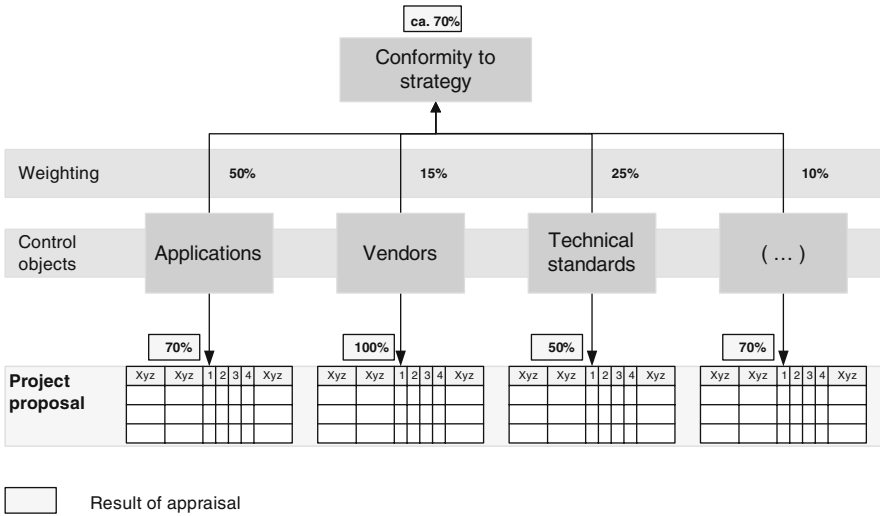 ca. 70%
Conformity to
strategy
Weighting
50%
15%
25%
10%
Control
objects
Applications
Vendors
Technical
standards
( ... )
70%
100%
50%
70%
Project
proposal
Xyz Xyz 1 2 3 4 Xyz
Xyz Xyz 1 2 3 4 Xyz
Xyz Xyz 1 2 3 4 Xyz
Xyz Xyz 1 2 3 4 Xyz
Result of appraisal